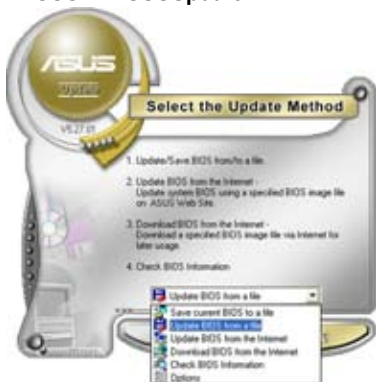 ASUS
Update
Select the Update Method
1. Update/Save BIOS from/to a file.
2. Update BIOS from the Internet -
Update system BIOS using a specified BIOS image file
on ASUS Web Site.
3. Download BIOS from the Internet -
Download a specified BIOS image file via Internet for
later usage.
4. Check BIOS Information
Update BIOS from a file
Save current BIOS to a file
Update BIOS from a file
Update BIOS from the Internet
Download BIOS from the Internet
Check BIOS Information
Options